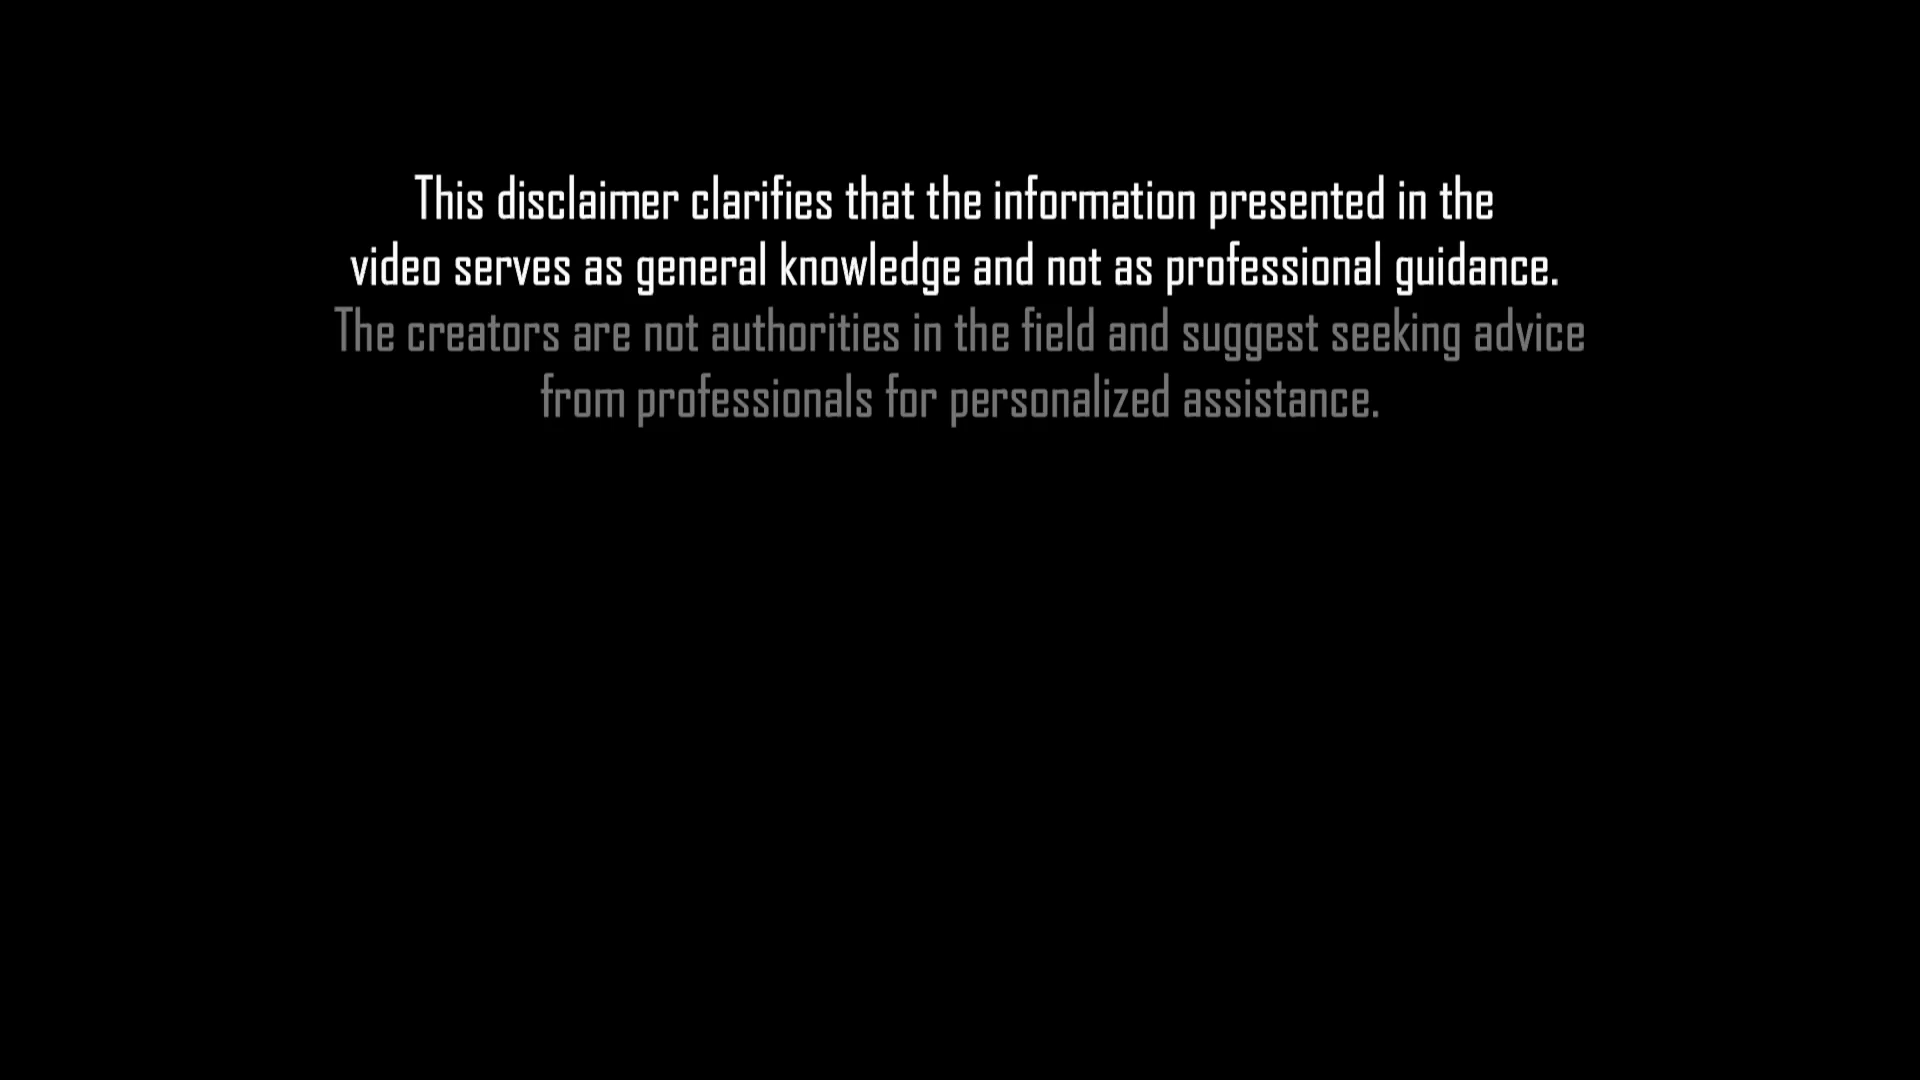 This disclaimer clarifies that the information presented in the
video serves as general knowledge and not as professional guidance.
The creators are not authorities in the field and suggest seeking advice
from professionals for personalized assistance.